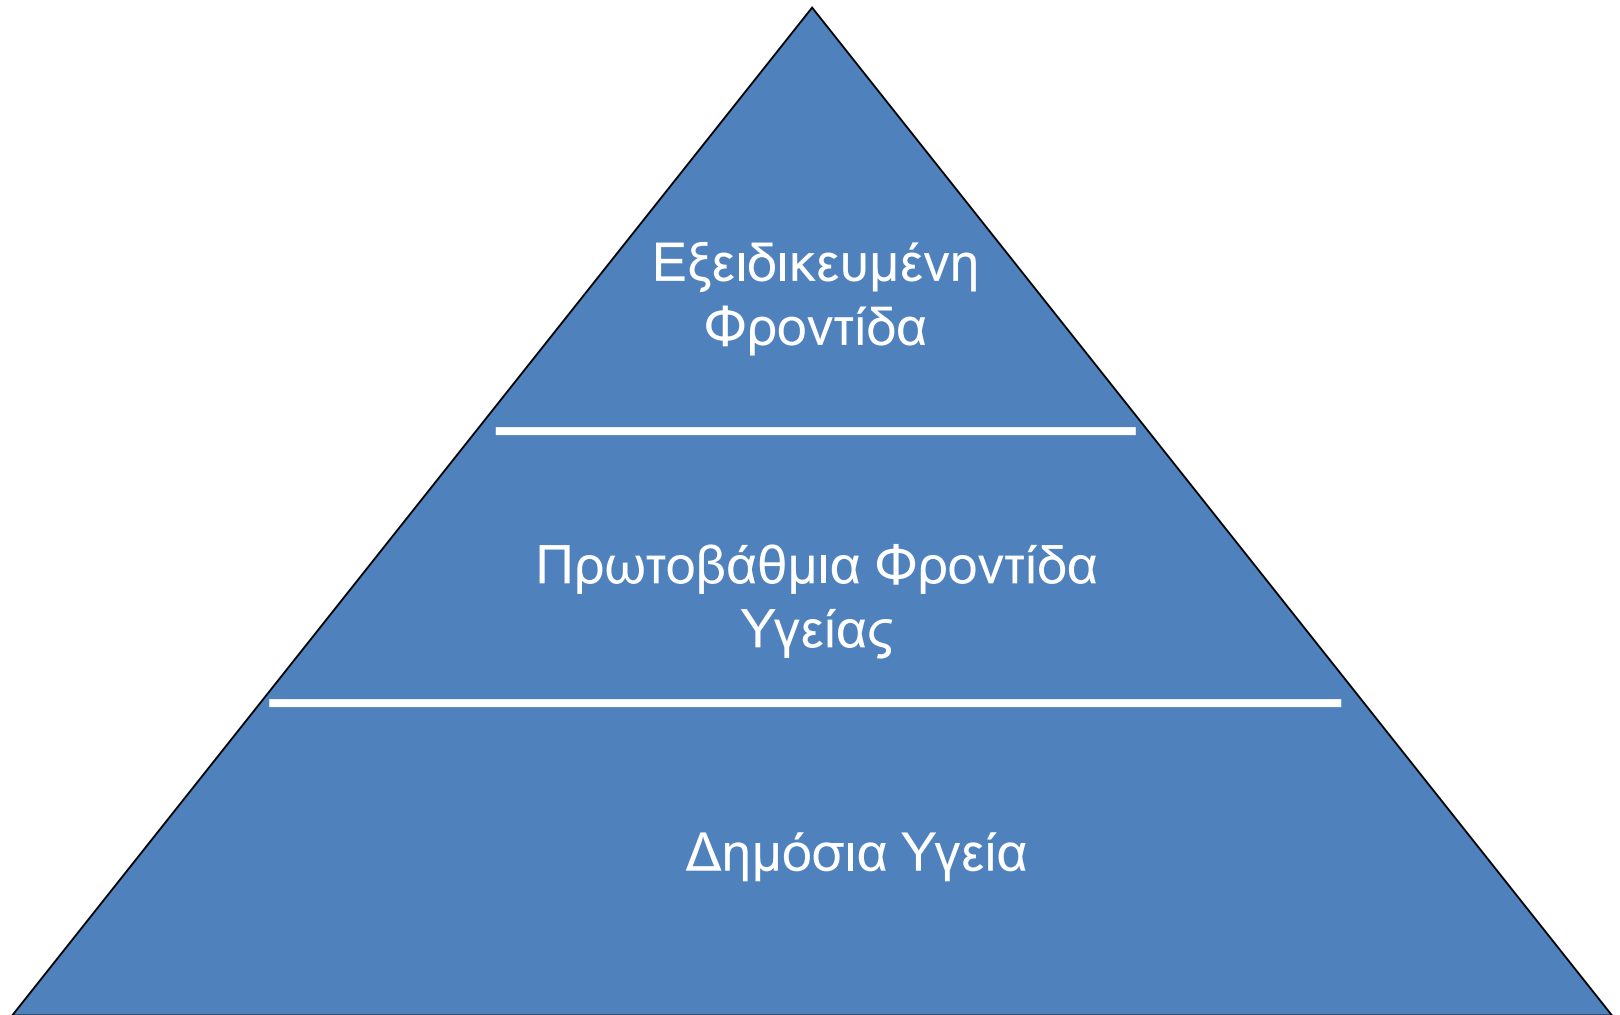 Εξειδικευμένη
Φροντίδα
Πρωτοβάθμια Φροντίδα
Υγείας
Δημόσια Υγεία